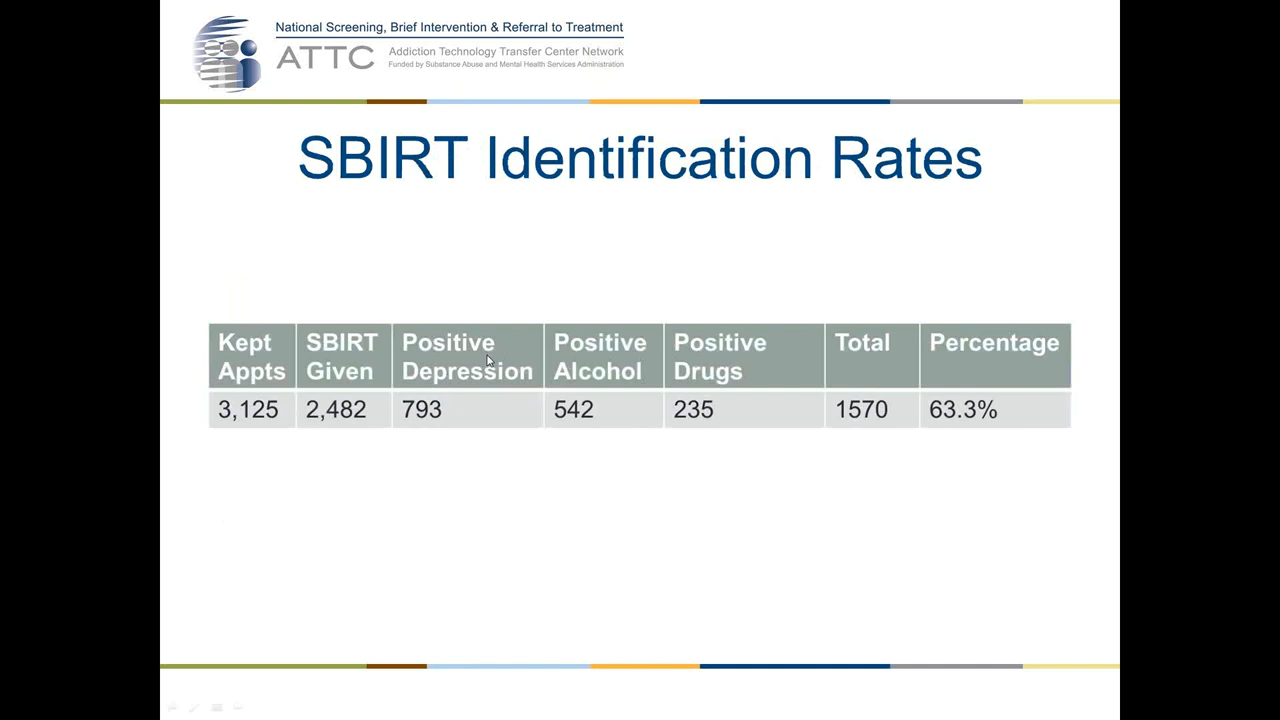 National Screening, Brief Intervention & Referral to Treatment
ATTC
Addiction Technology Transfer Center Network
Funded by Substance Abuse and Mental Health Services Administration
SBIRT Identification Rates
Kept Appts SBIRT Given Positive Depression Positive Alcohol Positive Drugs Total Percentage
3,125 2,482 793 542 235 1570 63.3%